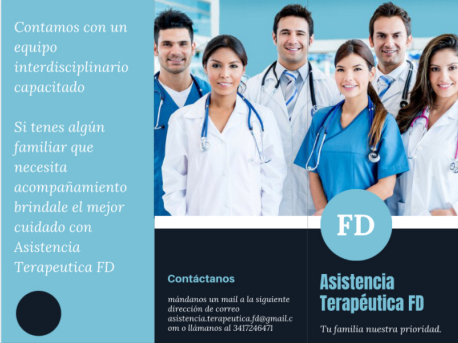 Contamos con un
equipo
interdisciplinario
capacitado
Si tenes algún
familiar que
necesita
acompañamiento
brindale el mejor
cuidado con
Asistencia
Terapeutica FD
Contáctanos
mándanos un mail a la siguiente
dirección de correo
asistencia.terapeutica.fd@gmail.c
om o llámanos al 3417246471
FD
Asistencia
Terapéutica FD
Tu familia nuestra prioridad.